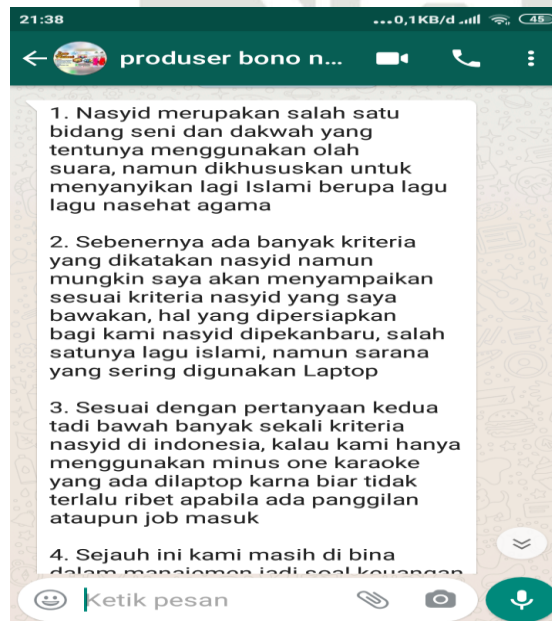 21:38
...0,1KB/d 45
produser bono n...
1. Nasyid merupakan salah satu
bidang seni dan dakwah yang
tentunya menggunakan olah
suara, namun dikhususkan untuk
menyanyikan lagi Islami berupa lagu
lagu nasehat agama
2. Sebenernya ada banyak kriteria
yang dikatakan nasyid namun
mungkin saya akan menyampaikan
sesuai kriteria nasyid yang saya
bawakan, hal yang dipersiapkan
bagi kami nasyid dipekanbaru, salah
satunya lagu islami, namun sarana
yang sering digunakan Laptop
3. Sesuai dengan pertanyaan kedua
tadi bawah banyak sekali kriteria
nasyid di indonesia, kalau kami hanya
menggunakan minus one karaoke
yang ada dilaptop karna biar tidak
terlalu ribet apabila ada panggilan
ataupun job masuk
4. Sejauh ini kami masih di bina
dalam manajemen jadi soal keuangan
Ketik pesan